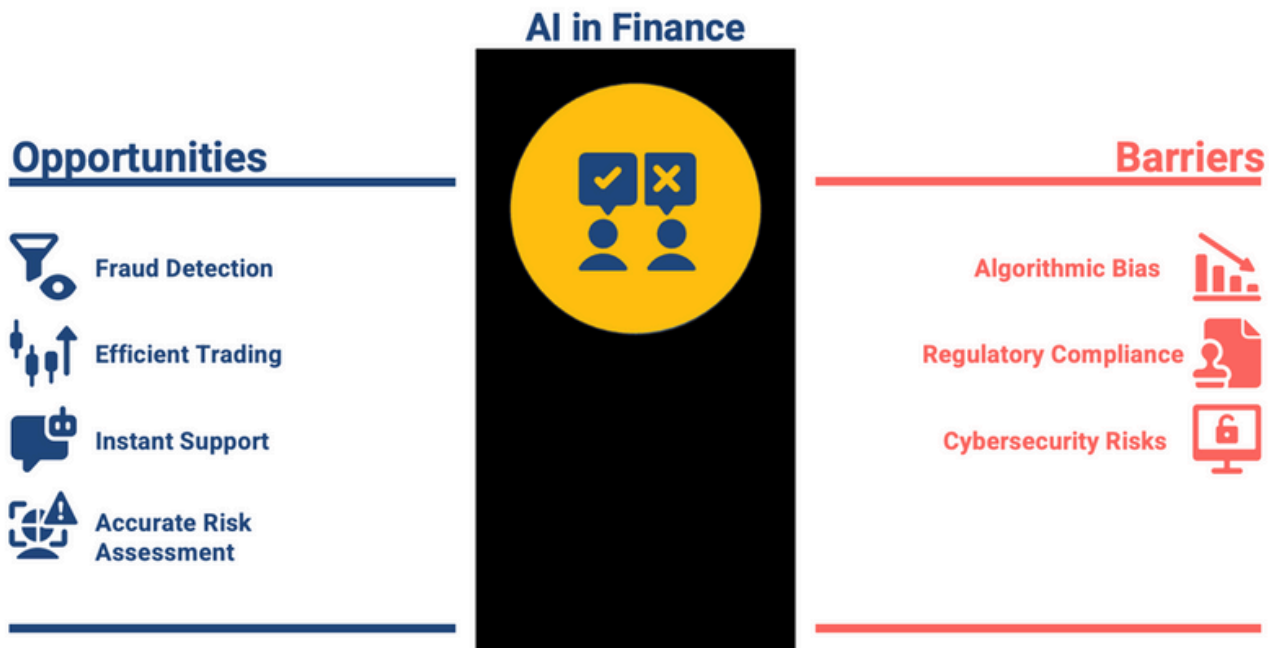 AI in Finance
Opportunities
Fraud Detection
Efficient Trading
Instant Support
Accurate Risk
Assessment
Barriers
Algorithmic Bias
Regulatory Compliance
Cybersecurity Risks